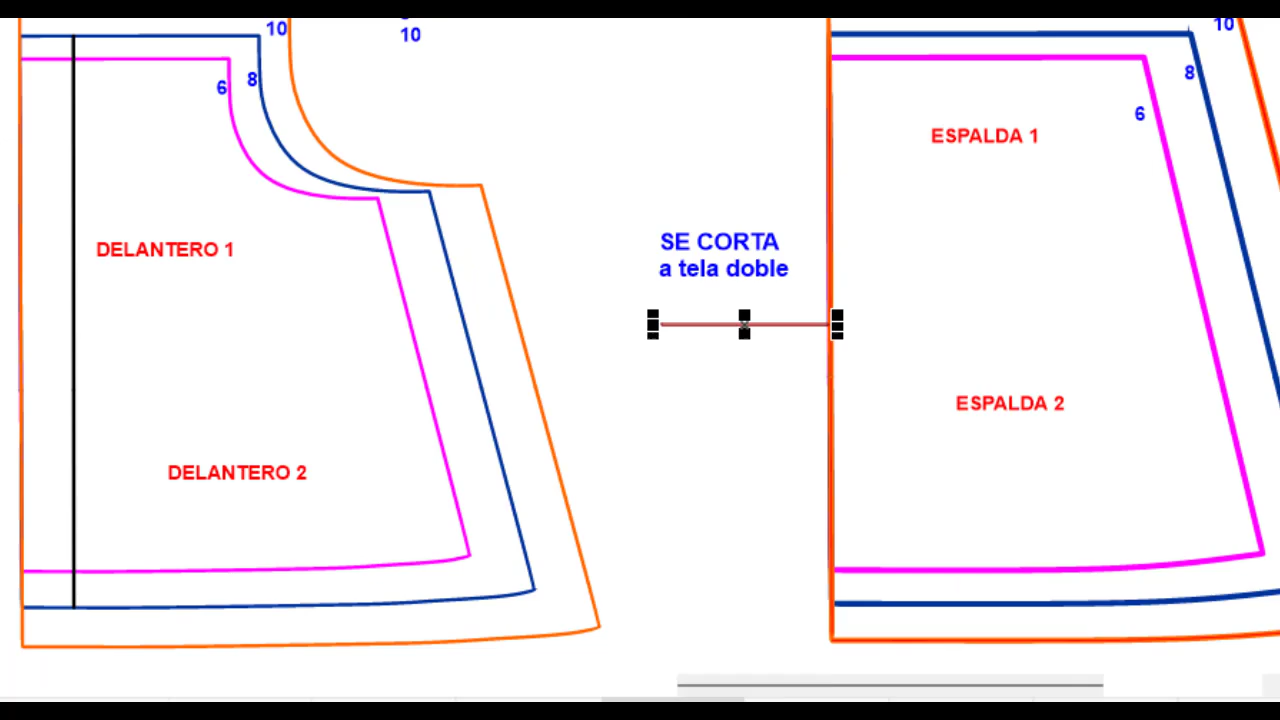 10
10
8
6
DELANTERO 1
DELANTERO 2
SE CORTA
a tela doble
10
8
6
ESPALDA 1
ESPALDA 2